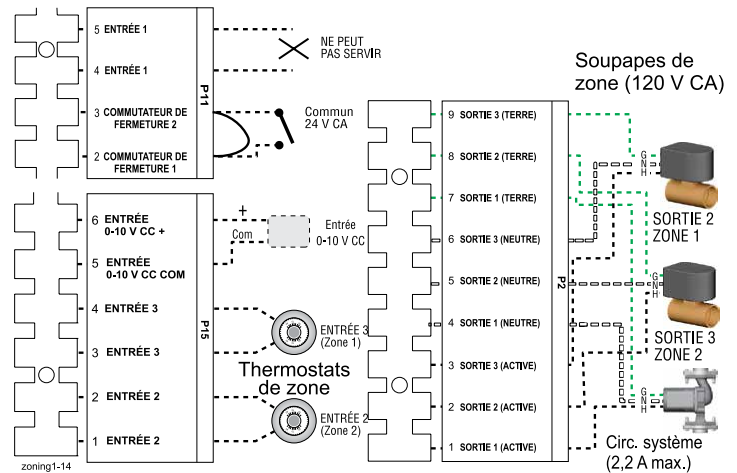 5 ENTRÉE 1
4 ENTRÉE 1
3 COMMUTATEUR DE
FERMETURE 2
2 COMMUTATEUR DE
FERMETURE 1
P11
NE PEUT
PAS SERVIR
Commun
24 V CA
6 ENTRÉE
0-10 V CC +
5 ENTRÉE
0-10 V CC COM
4 ENTRÉE 3
3 ENTRÉE 3
2 ENTRÉE 2
1 ENTRÉE 2
P15
+
Com
Entrée
0-10 V CC
ENTRÉE 3
(Zone 1)
Thermostats
de zone
ENTRÉE 2
(Zone 2)
zoning1-14
Soupapes de
zone (120 V CA)
9 SORTIE 3 (TERRE)
8 SORTIE 2 (TERRE)
7 SORTIE 1 (TERRE)
6 SORTIE 3 (NEUTRE)
5 SORTIE 2 (NEUTRE)
4 SORTIE 1 (NEUTRE)
3 SORTIE 3 (ACTIVE)
2 SORTIE 2 (ACTIVE)
1 SORTIE 1 (ACTIVE)
P2
G
N
H
SORTIE 2
ZONE 1
G
N
H
SORTIE 3
ZONE 2
G
N
H
Circ. système
(2,2 A max.)